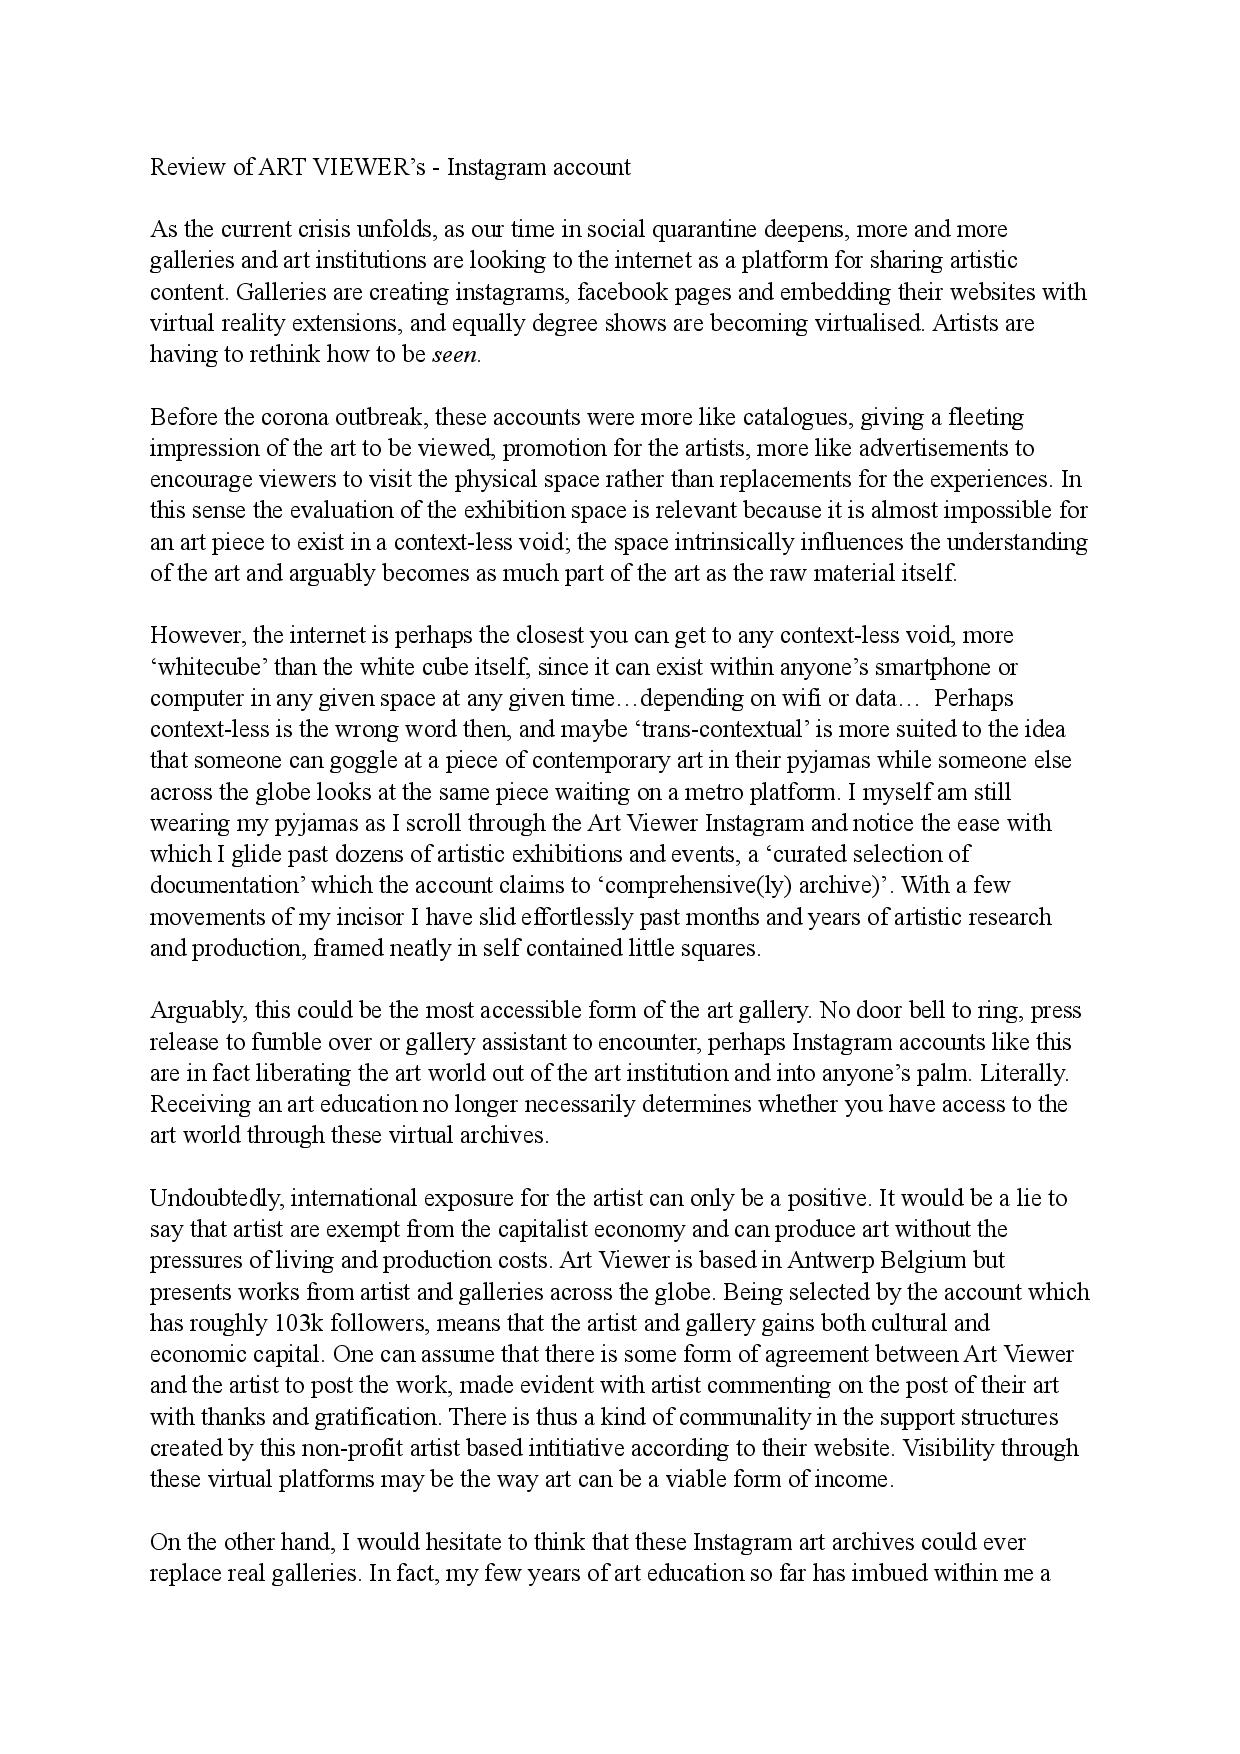 Review of ART VIEWER’s - Instagram account
As the current crisis unfolds, as our time in social quarantine deepens, more and more
galleries and art institutions are looking to the internet as a platform for sharing artistic
content. Galleries are creating instagrams, facebook pages and embedding their websites with
virtual reality extensions, and equally degree shows are becoming virtualised. Artists are
having to rethink how to be seen.
Before the corona outbreak, these accounts were more like catalogues, giving a fleeting
impression of the art to be viewed, promotion for the artists, more like advertisements to
encourage viewers to visit the physical space rather than replacements for the experiences. In
this sense the evaluation of the exhibition space is relevant because it is almost impossible for
an art piece to exist in a context-less void; the space intrinsically influences the understanding
of the art and arguably becomes as much part of the art as the raw material itself.
However, the internet is perhaps the closest you can get to any context-less void, more
‘whitecube’ than the white cube itself, since it can exist within anyone’s smartphone or
computer in any given space at any given time…depending on wifi or data…  Perhaps
context-less is the wrong word then, and maybe ‘trans-contextual’ is more suited to the idea
that someone can goggle at a piece of contemporary art in their pyjamas while someone else
across the globe looks at the same piece waiting on a metro platform. I myself am still
wearing my pyjamas as I scroll through the Art Viewer Instagram and notice the ease with
which I glide past dozens of artistic exhibitions and events, a ‘curated selection of
documentation’ which the account claims to ‘comprehensive(ly) archive)’. With a few
movements of my incisor I have slid effortlessly past months and years of artistic research
and production, framed neatly in self contained little squares.
Arguably, this could be the most accessible form of the art gallery. No door bell to ring, press
release to fumble over or gallery assistant to encounter, perhaps Instagram accounts like this
are in fact liberating the art world out of the art institution and into anyone’s palm. Literally.
Receiving an art education no longer necessarily determines whether you have access to the
art world through these virtual archives.
Undoubtedly, international exposure for the artist can only be a positive. It would be a lie to
say that artist are exempt from the capitalist economy and can produce art without the
pressures of living and production costs. Art Viewer is based in Antwerp Belgium but
presents works from artist and galleries across the globe. Being selected by the account which
has roughly 103k followers, means that the artist and gallery gains both cultural and
economic capital. One can assume that there is some form of agreement between Art Viewer
and the artist to post the work, made evident with artist commenting on the post of their art
with thanks and gratification. There is thus a kind of communality in the support structures
created by this non-profit artist based intitiative according to their website. Visibility through
these virtual platforms may be the way art can be a viable form of income.
On the other hand, I would hesitate to think that these Instagram art archives could ever
replace real galleries. In fact, my few years of art education so far has imbued within me a